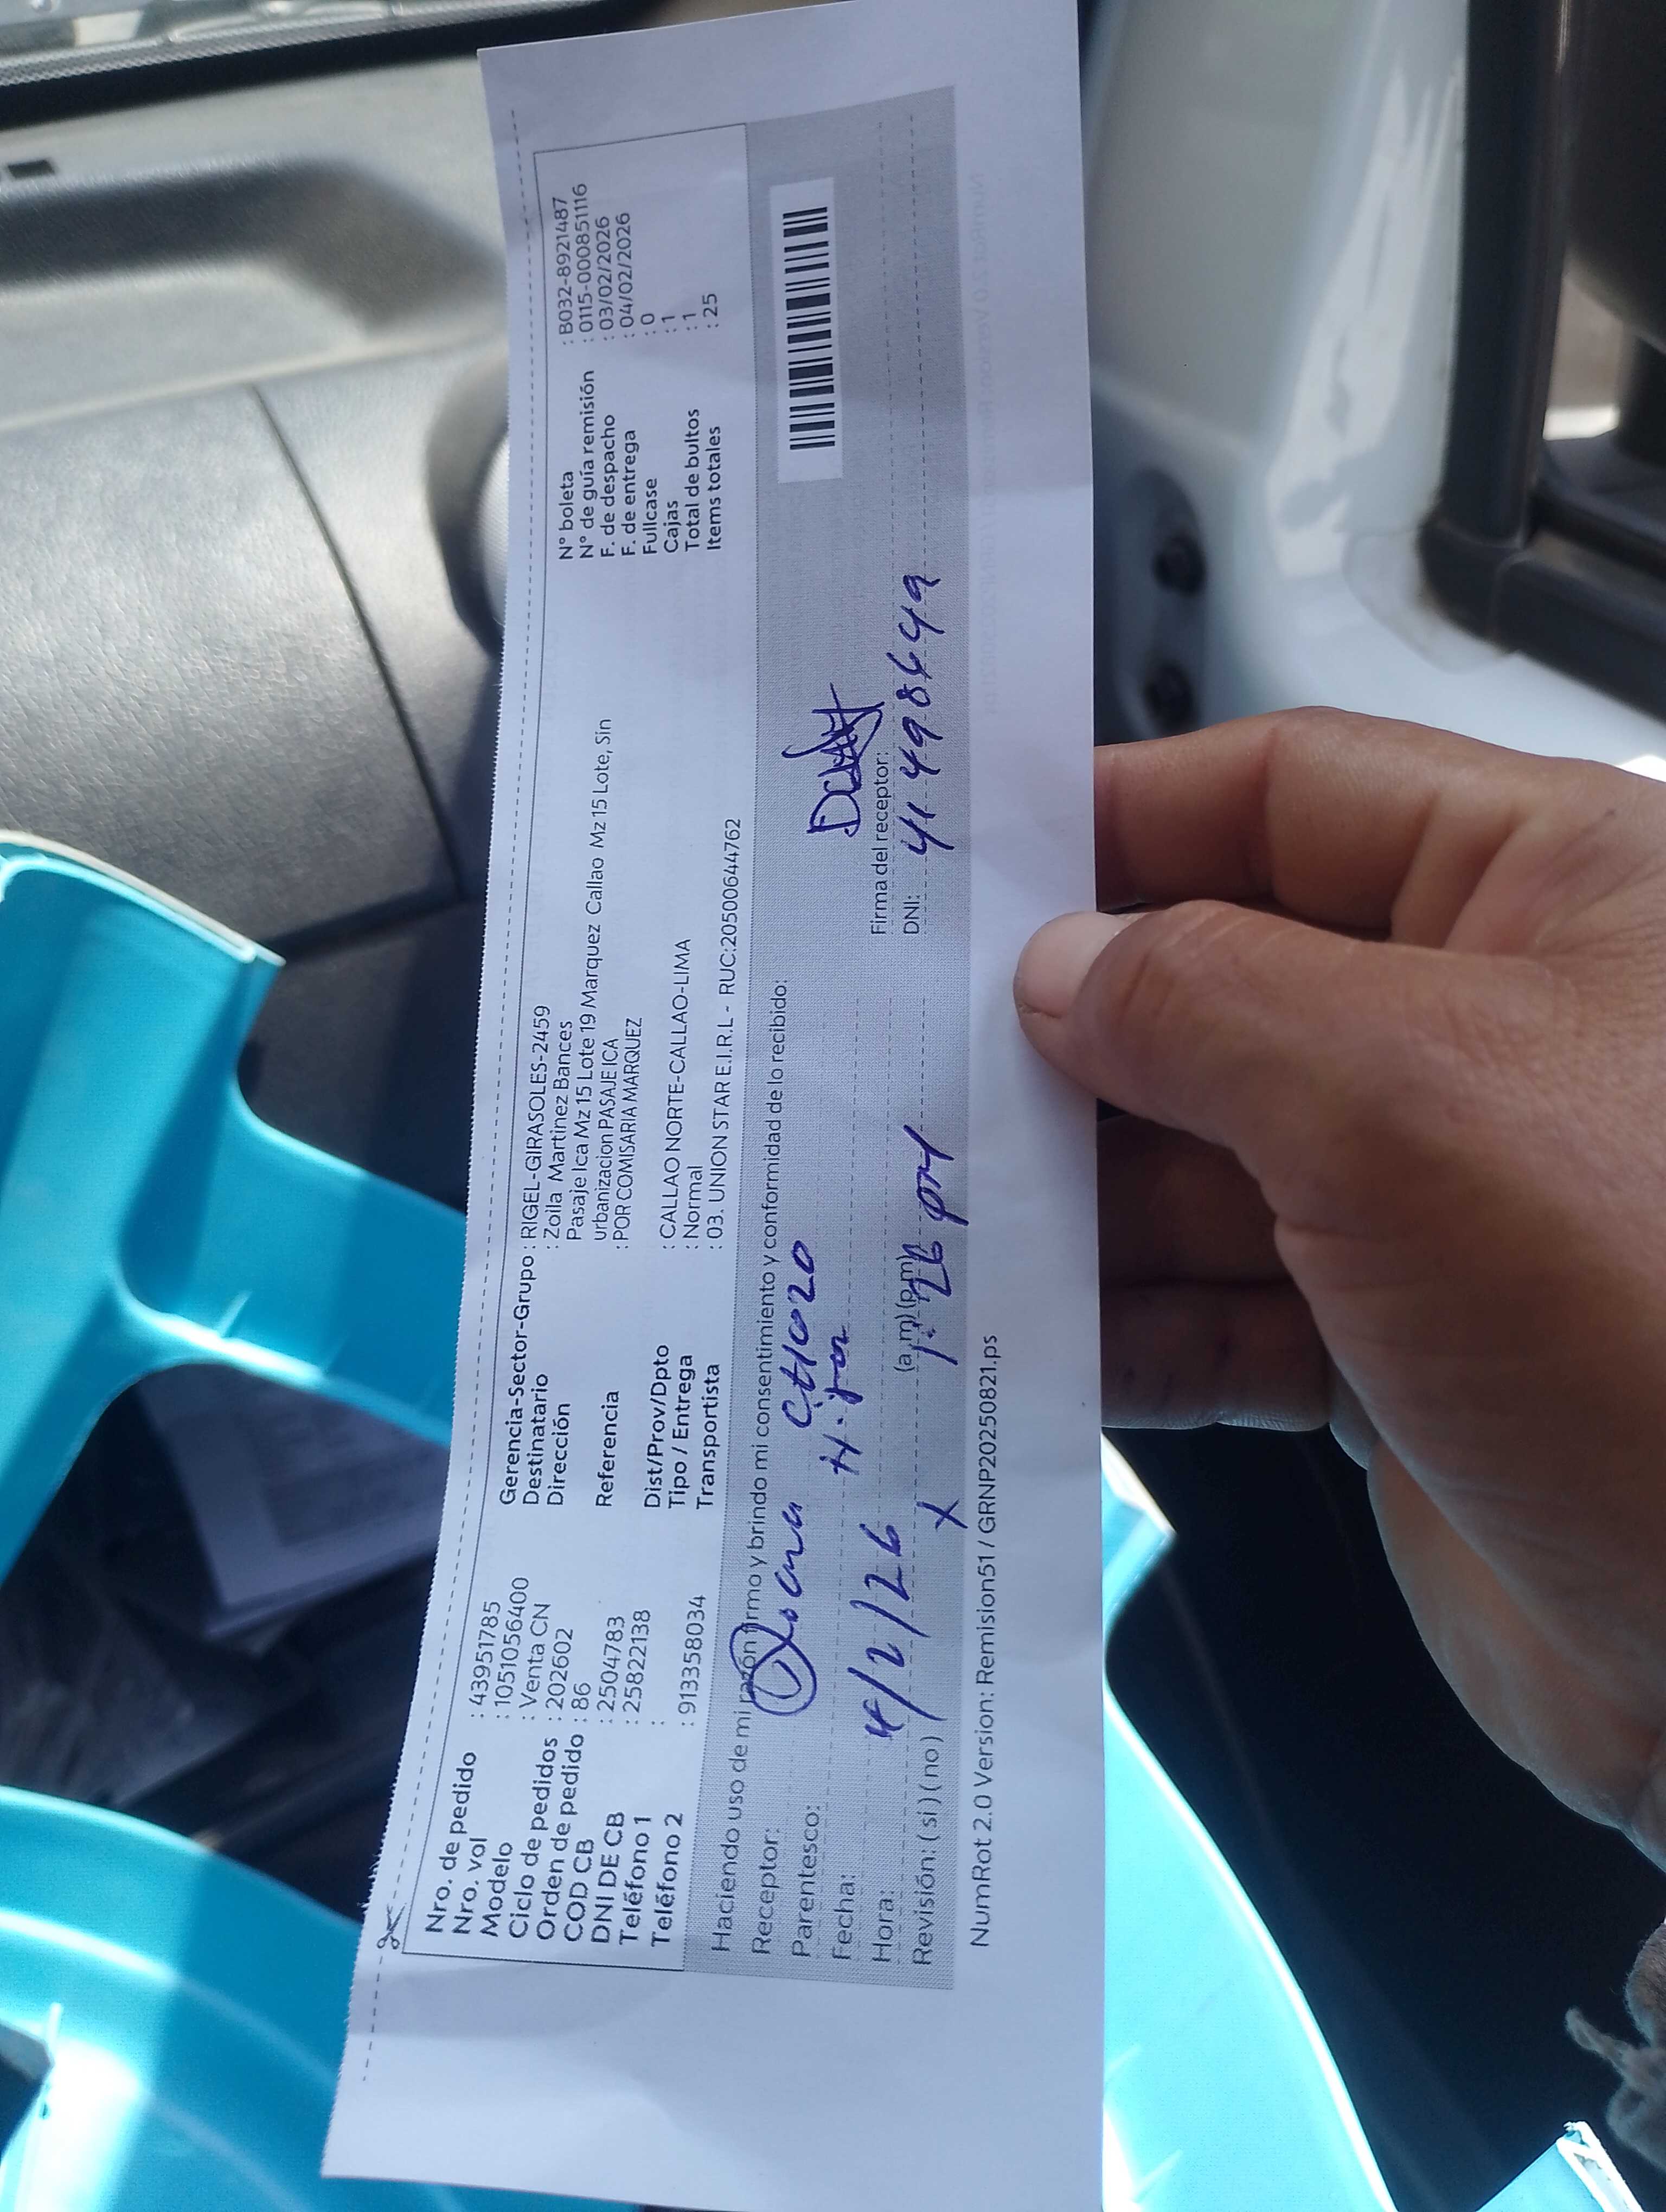 Nro. de pedido : 43951785
Nro. vol : 1051056400
Modelo : Venta CN
Ciclo de pedidos : 202602
Orden de pedido : 86
COD CB : 2504783
DNI DE CB : 25822138
Teléfono 1 :
Teléfono 2 : 913358034
Gerencia-Sector-Grupo : RIGEL-GIRASOLES-2459
Destinatario : Zoila Martinez Bances
Dirección Pasaje Ica Mz 15 Lote 19 Marquez Callao Mz 15 Lote, Sin
urbanizacion PASAJE ICA
Referencia : POR COMISARIA MARQUEZ
Dist/Prov/Dpto : CALLAO NORTE-CALLAO-LIMA
Tipo / Entrega : Normal
Transportista : 03. UNION STAR E.I.R.L - RUC:20500644762
N° boleta : B032-8921487
N° de guía remisión : 0115-000851116
F. de despacho : 03/02/2026
F. de entrega : 04/02/2026
Fullcase : 0
Cajas : 1
Total de bultos : 1
Items totales : 25
Haciendo uso de mi razón firmo y brindo mi consentimiento y conformidad de lo recibido:
Receptor:
Parentesco:
Fecha: 4/2/26
Hora: (a,m) (p,m) 1:26 pm
Revisión: ( si ) ( no ) X
Firma del receptor:
DNI: 41498649
NumRot 2.0 Version: Remision51 / GRNP20250821.ps